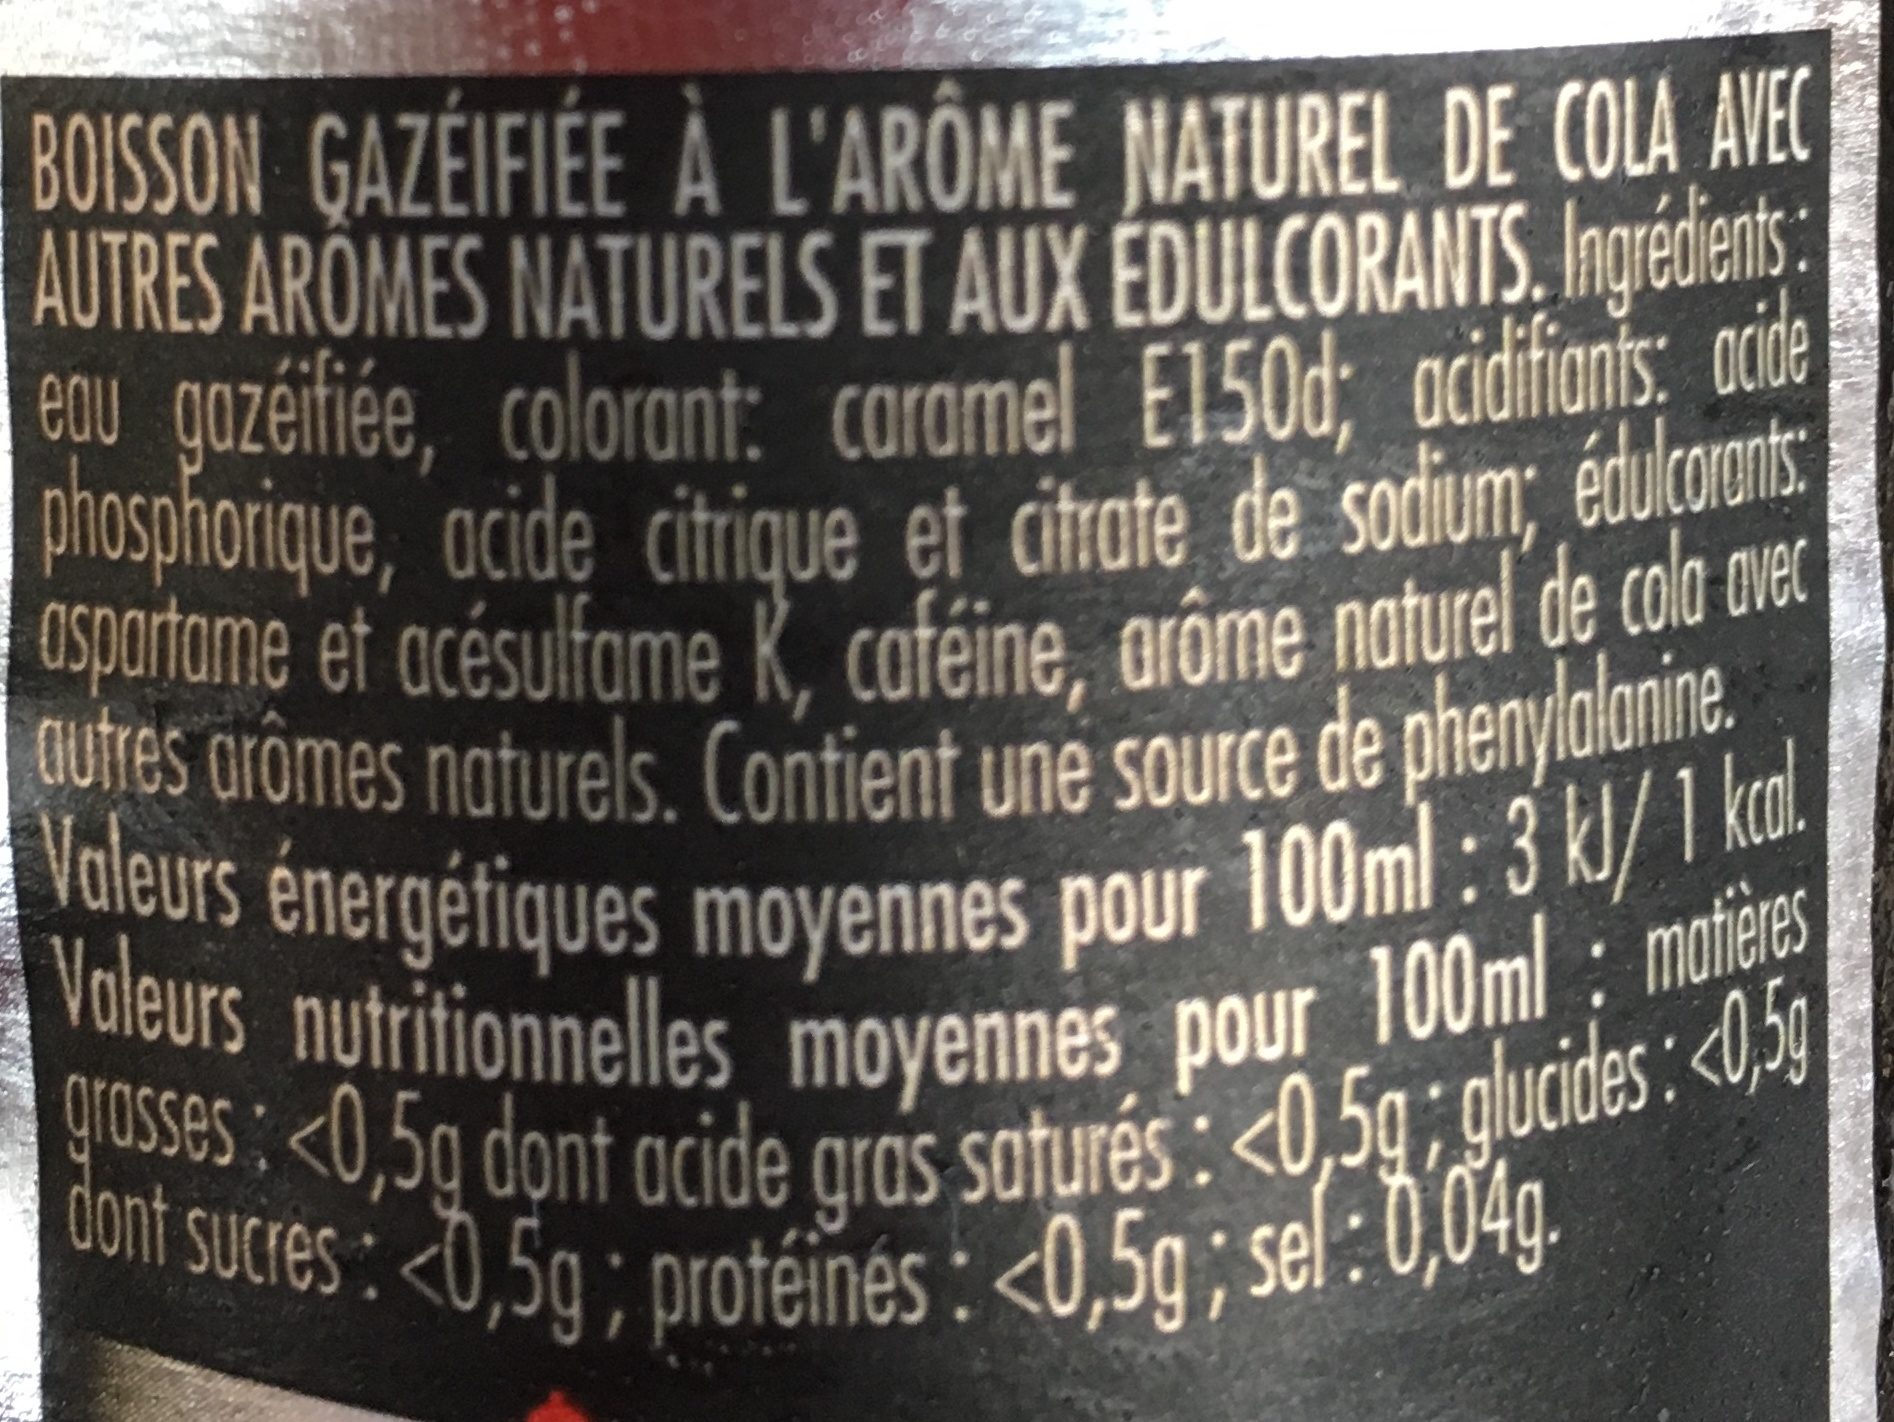 BOISSON GAZÉIFIÉE À L'ARÔME NATUREL DE COLA AVEC
AUTRES ARÔMES NATURELS ET AUX ÉDULCORANTS. Ingrédients :
eau gazéifiée, colorant: caramel E150d; acidifiants: acide
phosphorique, acide citrique et citrate de sodium; édulcorants:
aspartame et acésulfame K, caféine, arôme naturel de cola avec
autres arômes naturels. Contient une source de phenylalanine.
Valeurs énergétiques moyennes pour 100ml : 3 kJ/ 1 kcal.
Valeurs nutritionnelles moyennes pour 100ml : matières
grasses : <0,5g dont acide gras saturés : <0,5g ; glucides : <0,5g
dont sucres : <0,5g ; protéines : <0,5g ; sel : 0,04g.